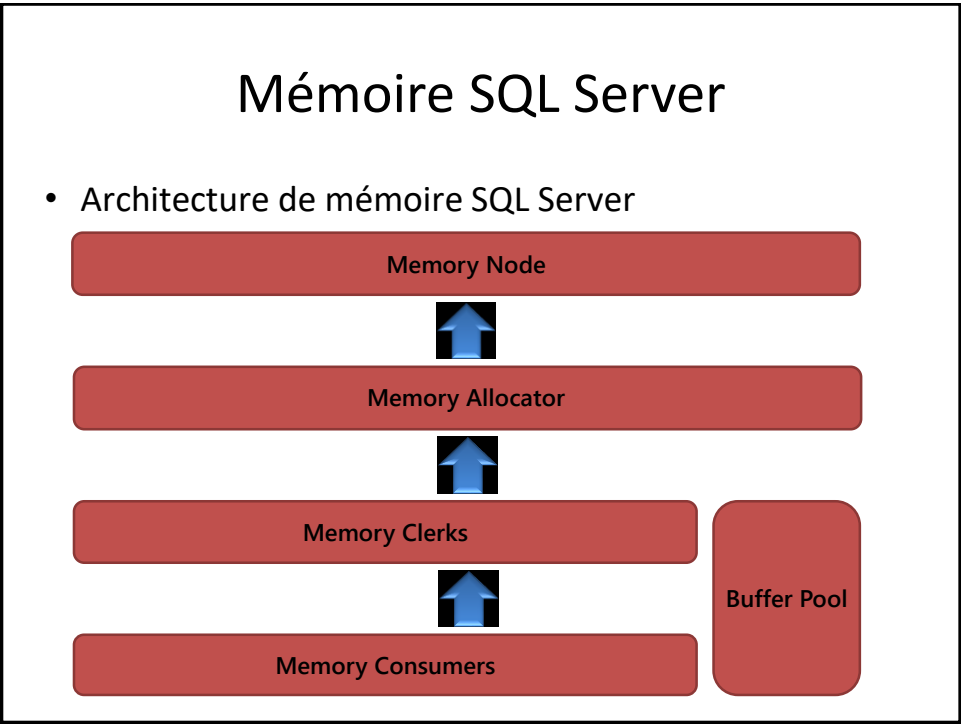 Mémoire SQL Server
• Architecture de mémoire SQL Server
Memory Node
Memory Allocator
Memory Clerks
Buffer Pool
Memory Consumers